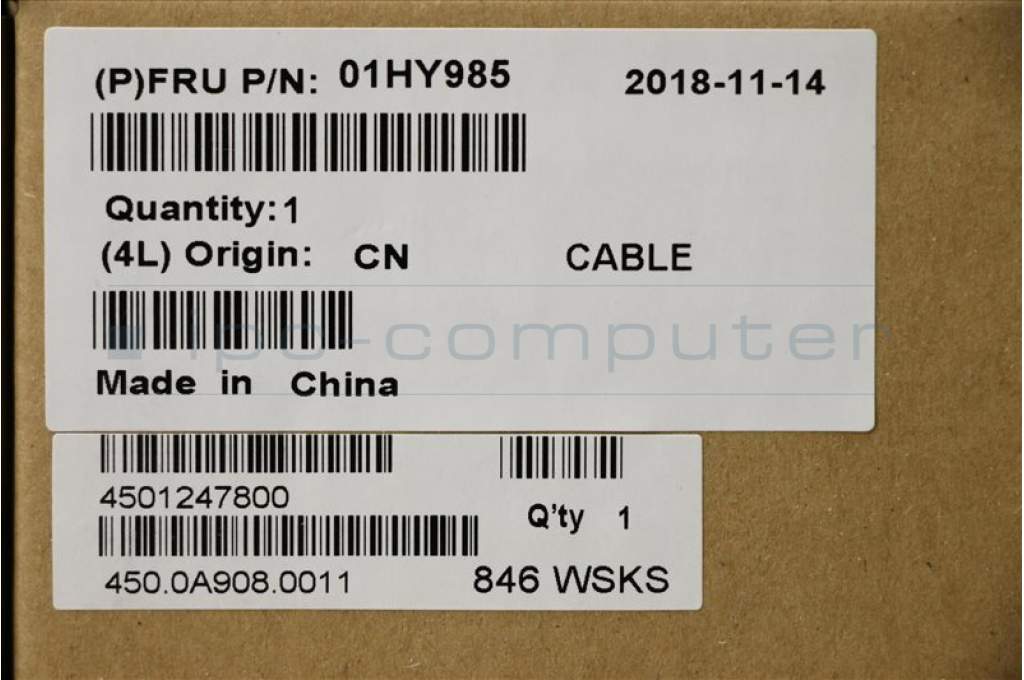 (P)FRU P/N: 01HY985 2018-11-14
Quantity:1
(4L) Origin: CN CABLE
ipc-computer
Made in China
4501247800
Q'ty 1
450.0A908.0011 846 WSKS